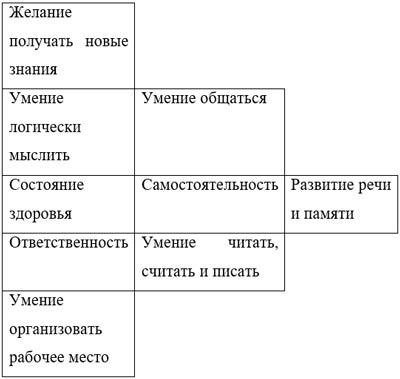 Желание
получать новые
знания
Умение
логически
мыслить
Умение общаться
Состояние
здоровья
Самостоятельность
Развитие речи
и памяти
Ответственность
Умение читать,
считать и писать
Умение
организовать
рабочее место